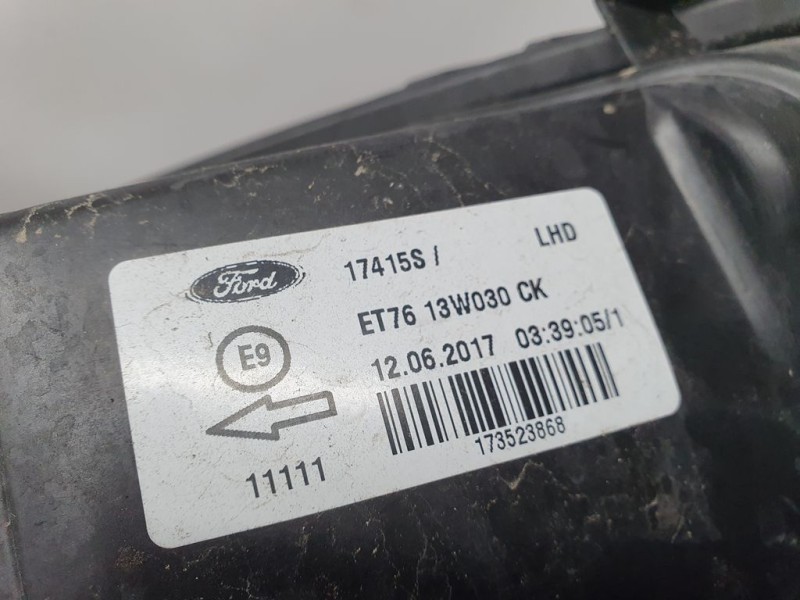 Ford
17415S / LHD
ET76 13W030 CK
E9
12.06.2017 03:39:05/1
173523868
11111